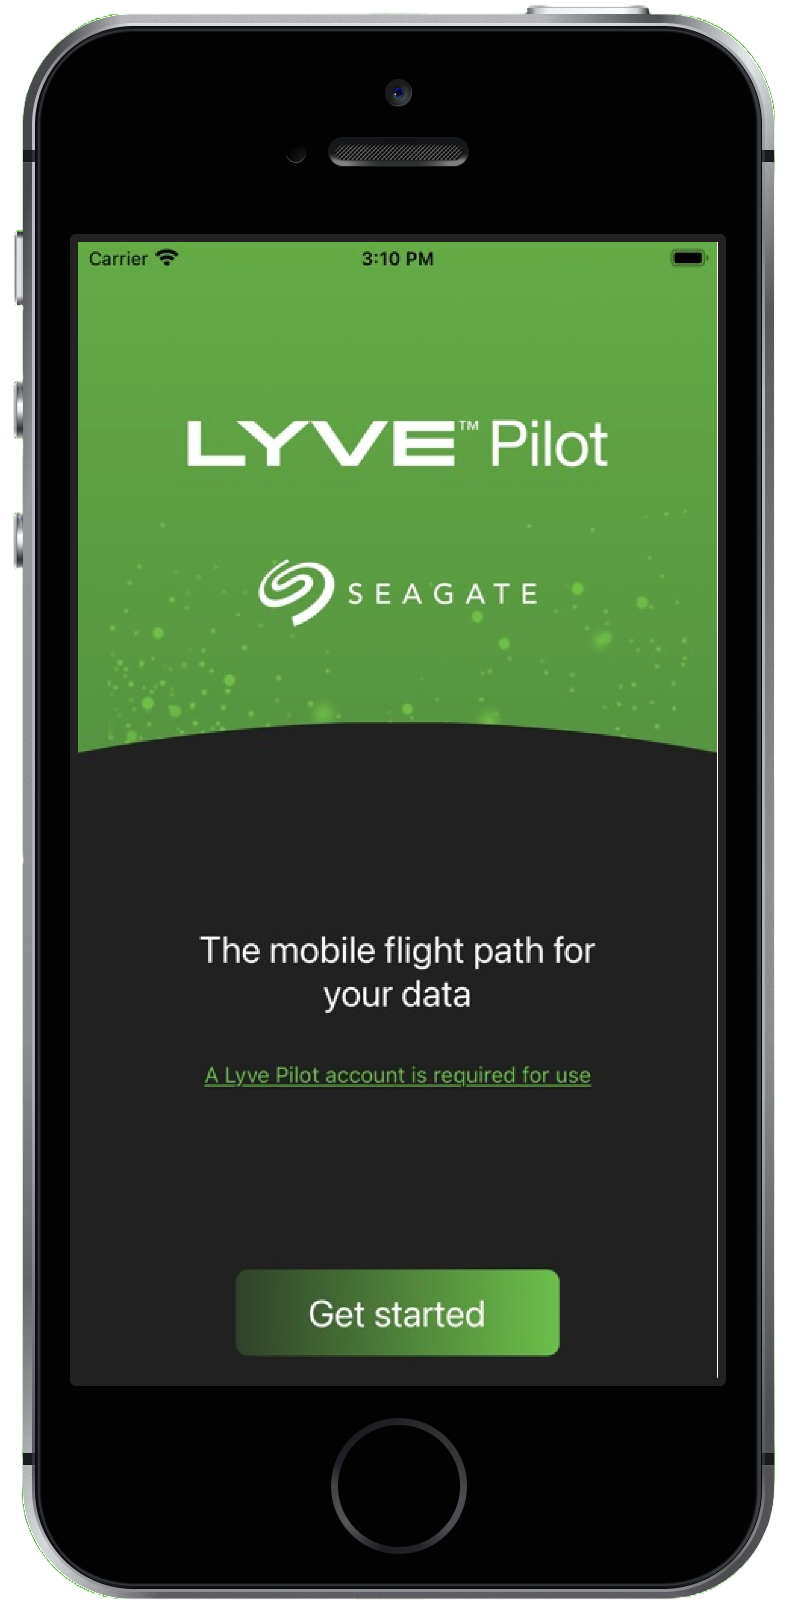 Carrier 3:10 PM
LYVE™ Pilot
SEAGATE
The mobile flight path for
your data
A Lyve Pilot account is required for use
Get started